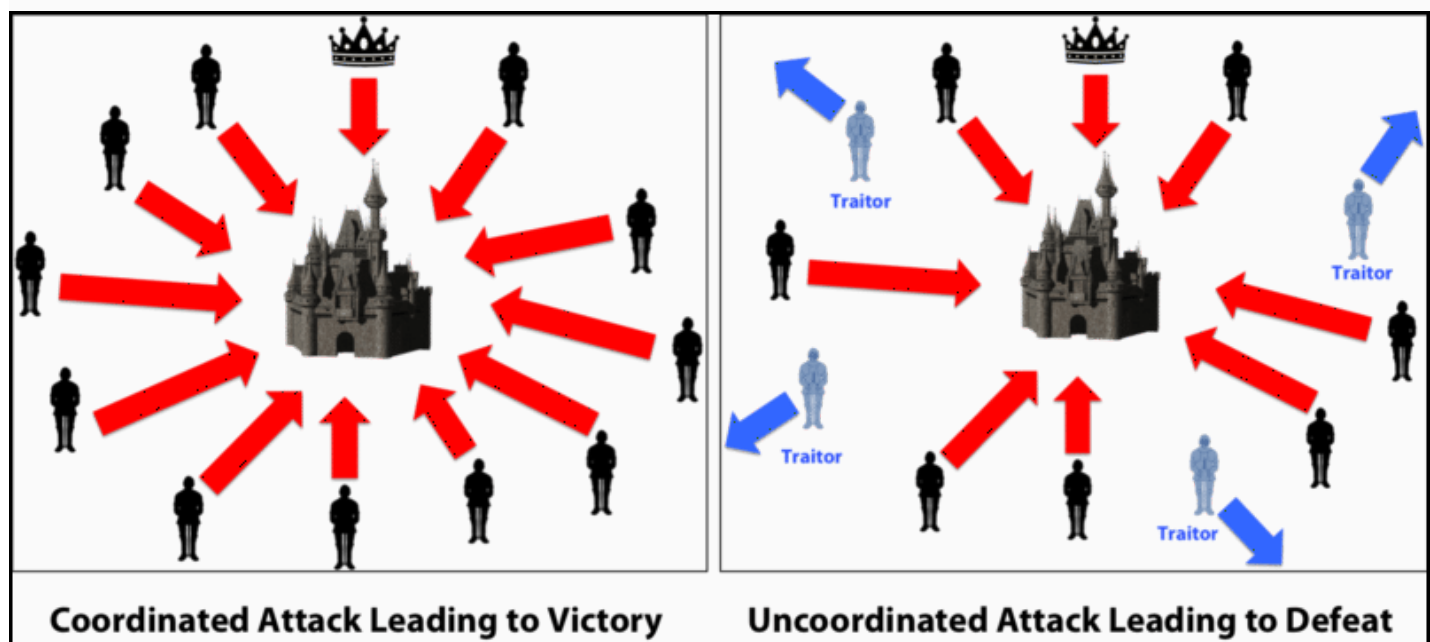 Traitor
Traitor
Traitor
Traitor
Coordinated Attack Leading to Victory
Uncoordinated Attack Leading to Defeat